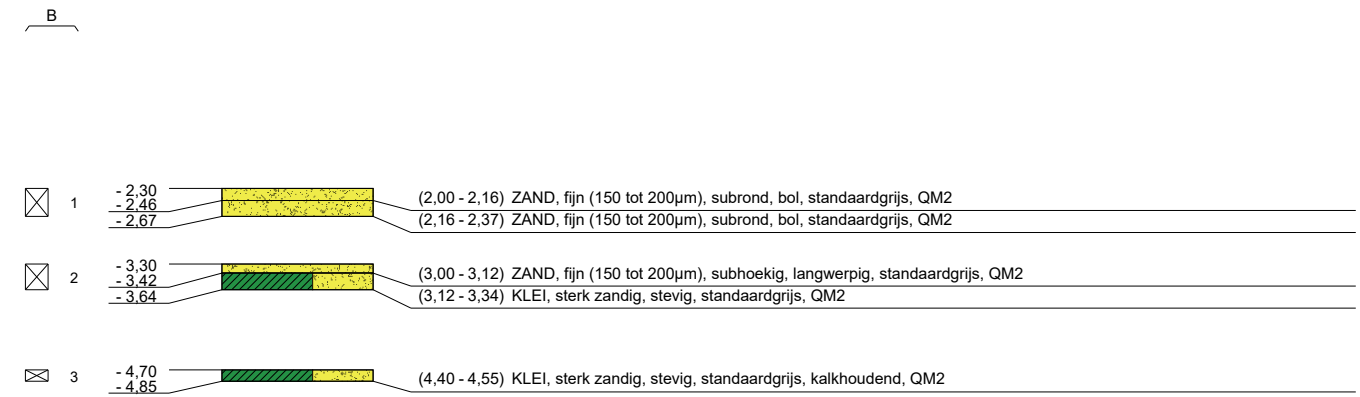 B
1
- 2,30
- 2,46
- 2,67
(2,00 - 2,16) ZAND, fijn (150 tot 200µm), subrond, bol, standaardgrijs, QM2
(2,16 - 2,37) ZAND, fijn (150 tot 200µm), subrond, bol, standaardgrijs, QM2
2
- 3,30
- 3,42
- 3,64
(3,00 - 3,12) ZAND, fijn (150 tot 200µm), subhoekig, langwerpig, standaardgrijs, QM2
(3,12 - 3,34) KLEI, sterk zandig, stevig, standaardgrijs, QM2
3
- 4,70
- 4,85
(4,40 - 4,55) KLEI, sterk zandig, stevig, standaardgrijs, kalkhoudend, QM2